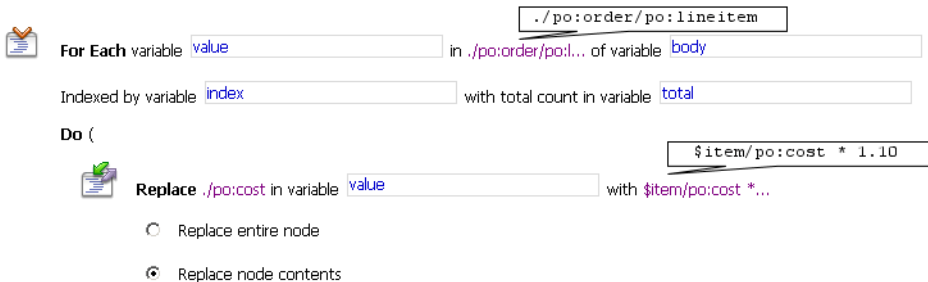 ./po:order/po:lineitem
For Each variable value in ./po:order/po:l... of variable body
Indexed by variable index with total count in variable total
Do (
$item/po:cost * 1.10
Replace ./po:cost in variable value with $item/po:cost *...
Replace entire node
Replace node contents